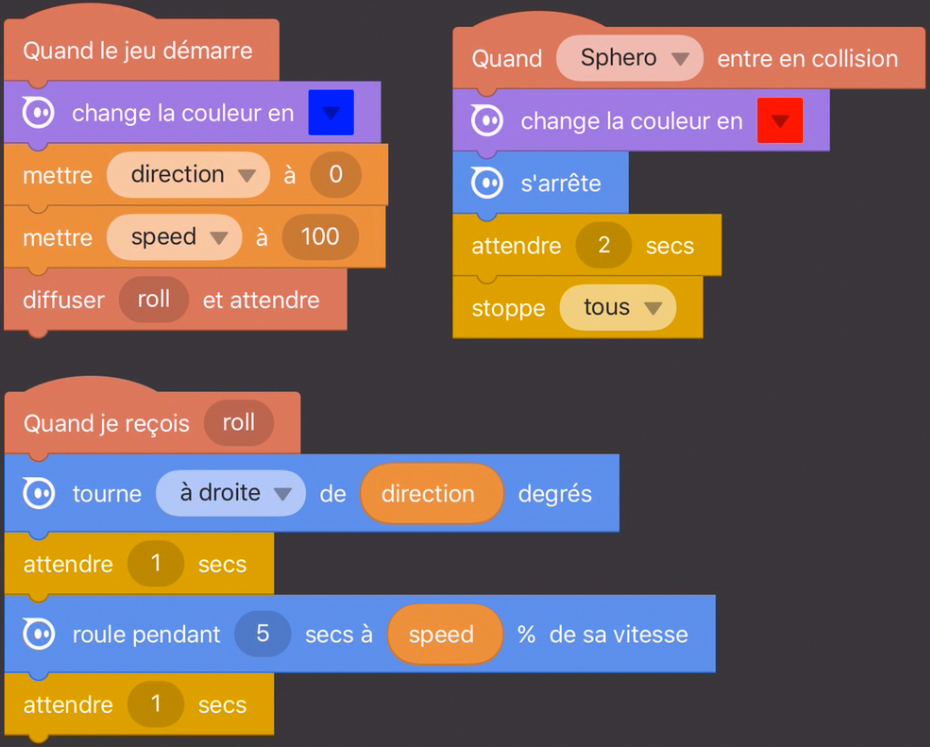 Quand le jeu démarre
change la couleur en
mettre direction à 0
mettre speed à 100
diffuser roll et attendre
Quand Sphero entre en collision
change la couleur en
s'arrête
attendre 2 secs
stoppe tous
Quand je reçois roll
tourne à droite de direction degrés
attendre 1 secs
roule pendant 5 secs à speed % de sa vitesse
attendre 1 secs